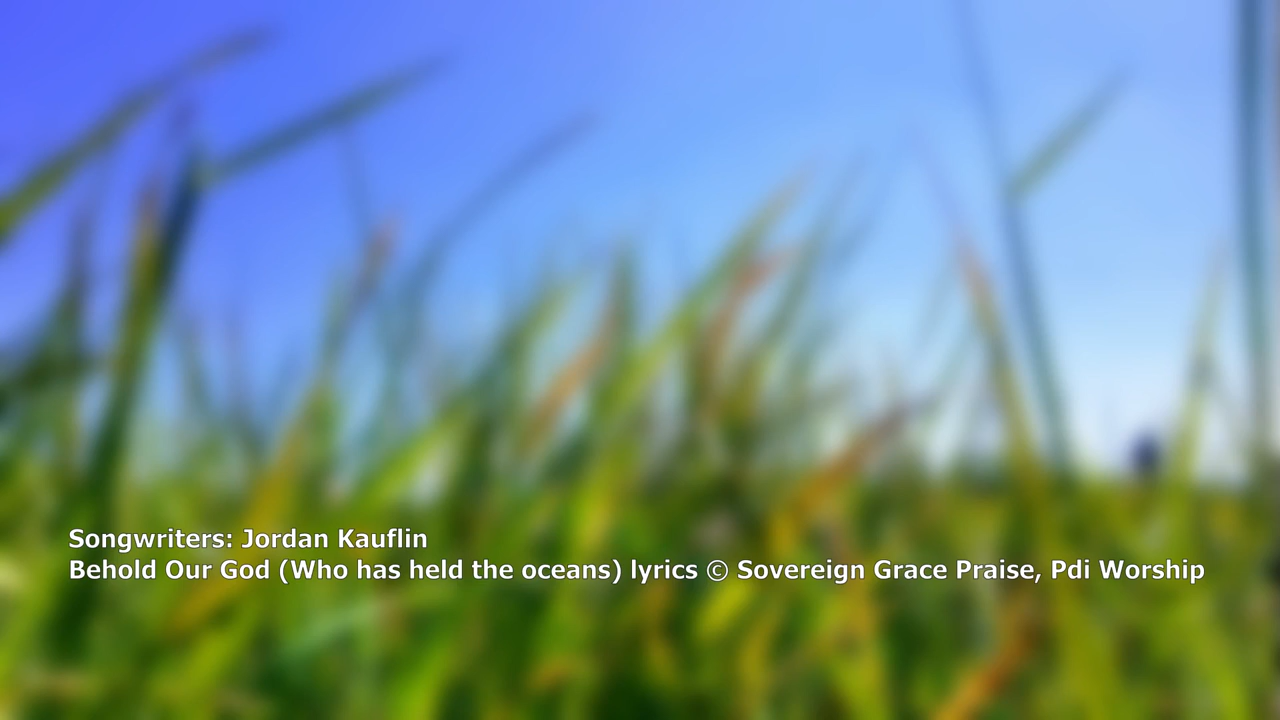 Songwriters: Jordan Kauflin
Behold Our God (Who has held the oceans) lyrics © Sovereign Grace Praise, Pdi Worship